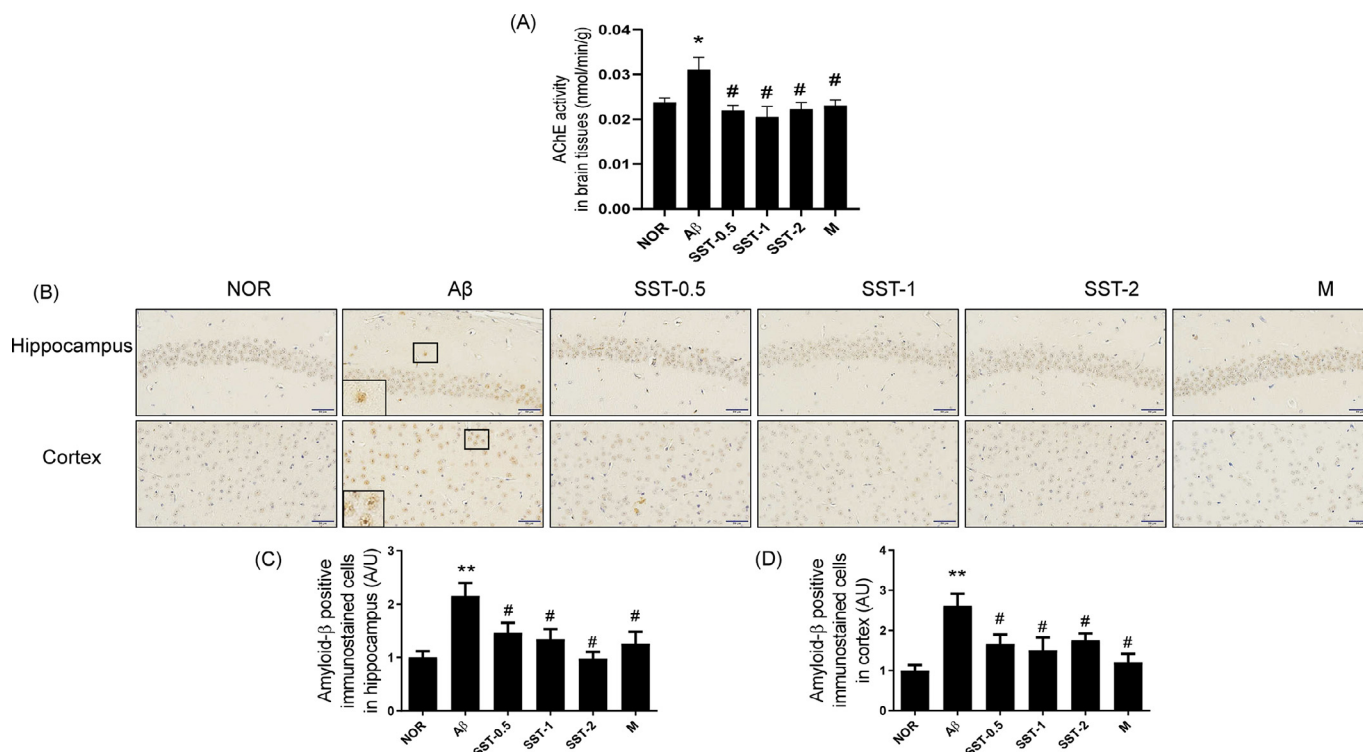 (A)
AChE activity
in brain tissues (nmol/min/g)
0.04
0.03
0.02
0.01
0.00
*
#
#
#
#
NOR
Aβ
SST-0.5
SST-1
SST-2
M
(B)
NOR
Aβ
SST-0.5
SST-1
SST-2
M
Hippocampus
Cortex
(C)
Amyloid-β positive
immunostained cells
in hippocampus (A/U)
3
2
1
0
**
#
#
#
#
NOR
Aβ
SST-0.5
SST-1
SST-2
M
(D)
Amyloid-β positive
immunostained cells
in cortex (AU)
4
3
2
1
0
**
#
#
#
#
NOR
Aβ
SST-0.5
SST-1
SST-2
M